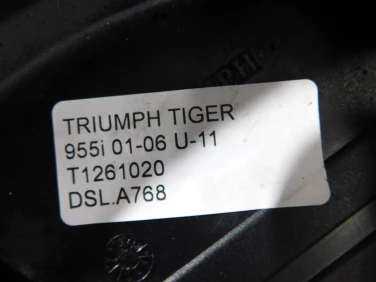 TRIUMPH TIGER
955i 01-06 U-11
T1261020
DSL.A768